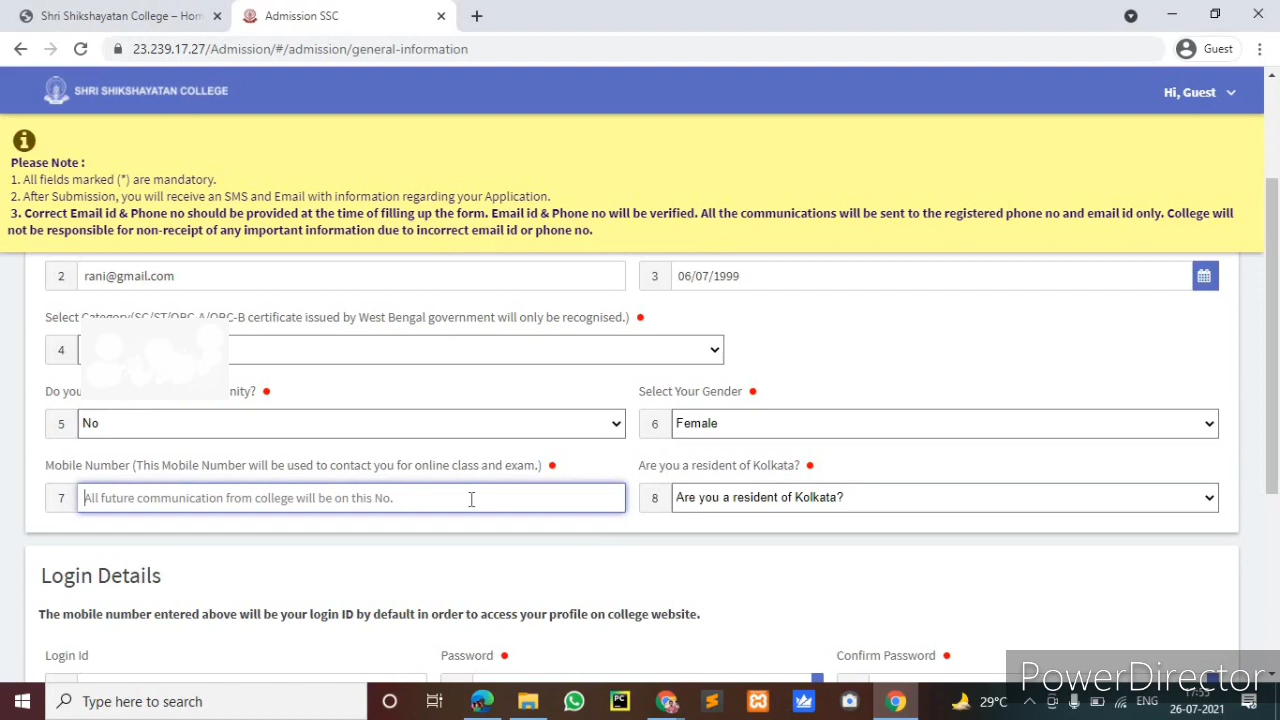 Shri Shikshayatan College – Hom
Admission SSC
23.239.17.27/Admission/#/admission/general-information
Guest
SHRI SHIKSHAYATAN COLLEGE
Hi, Guest
Please Note :
1. All fields marked (*) are mandatory.
2. After Submission, you will receive an SMS and Email with information regarding your Application.
3. Correct Email id & Phone no should be provided at the time of filling up the form. Email id & Phone no will be verified. All the communications will be sent to the registered phone no and email id only. College will
not be responsible for non-receipt of any important information due to incorrect email id or phone no.
2 rani@gmail.com
3 06/07/1999
Select Category(SC/ST/OBC-A/OBC-B certificate issued by West Bengal government will only be recognised.)
4
Do you nity?
Select Your Gender
5 No
6 Female
Mobile Number (This Mobile Number will be used to contact you for online class and exam.)
Are you a resident of Kolkata?
7 All future communication from college will be on this No.
8 Are you a resident of Kolkata?
Login Details
The mobile number entered above will be your login ID by default in order to access your profile on college website.
Login Id
Password
Confirm Password
PowerDirector
Type here to search
29°C
ENG
17:53
26-07-2021